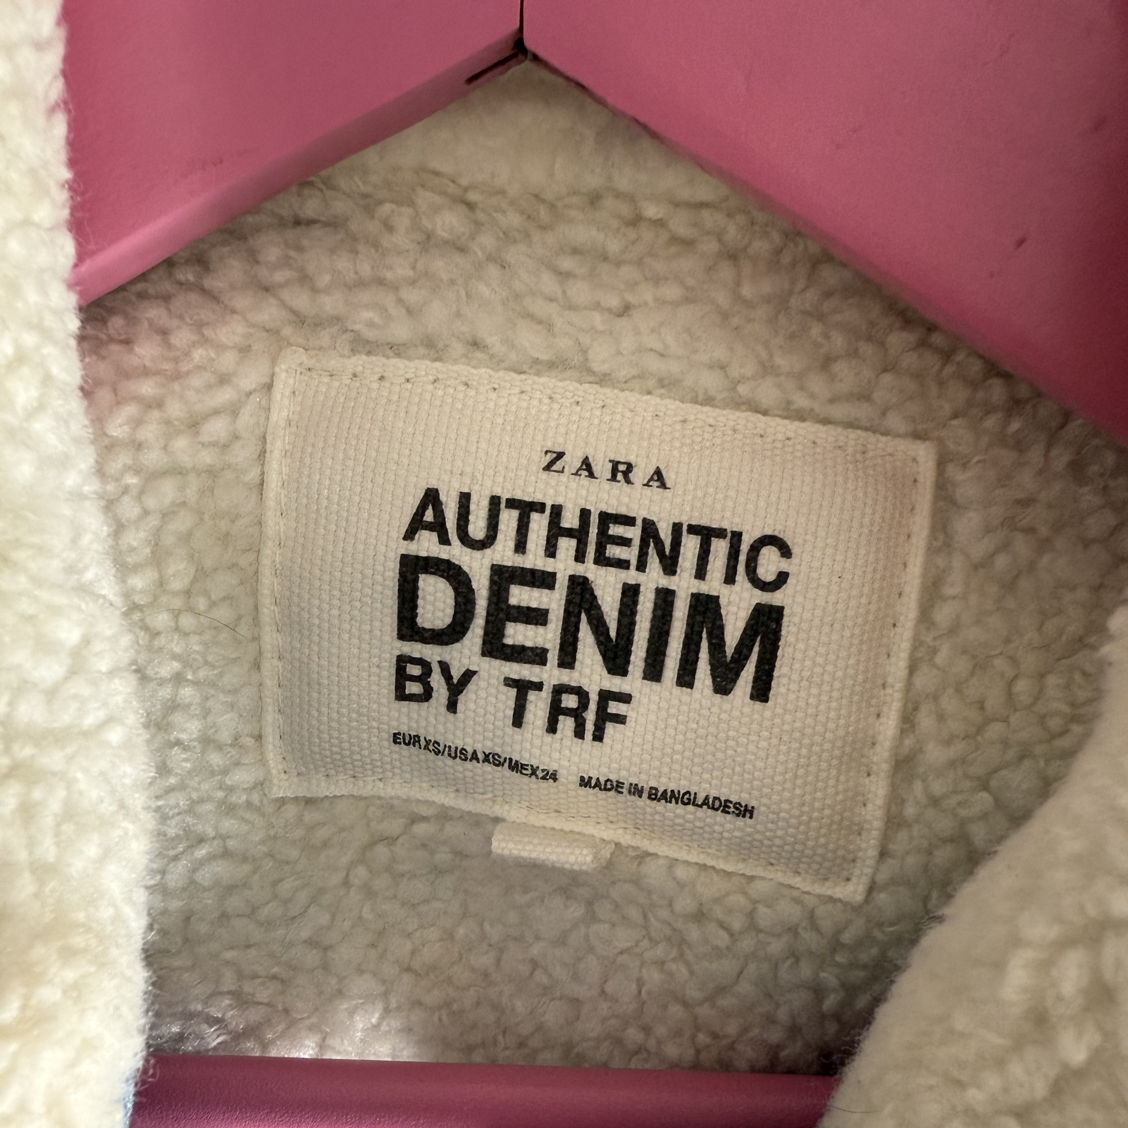 ZARA
AUTHENTIC
DENIM
BY TRF
EUR XS/USA XS/MEX 24 MADE IN BANGLADESH